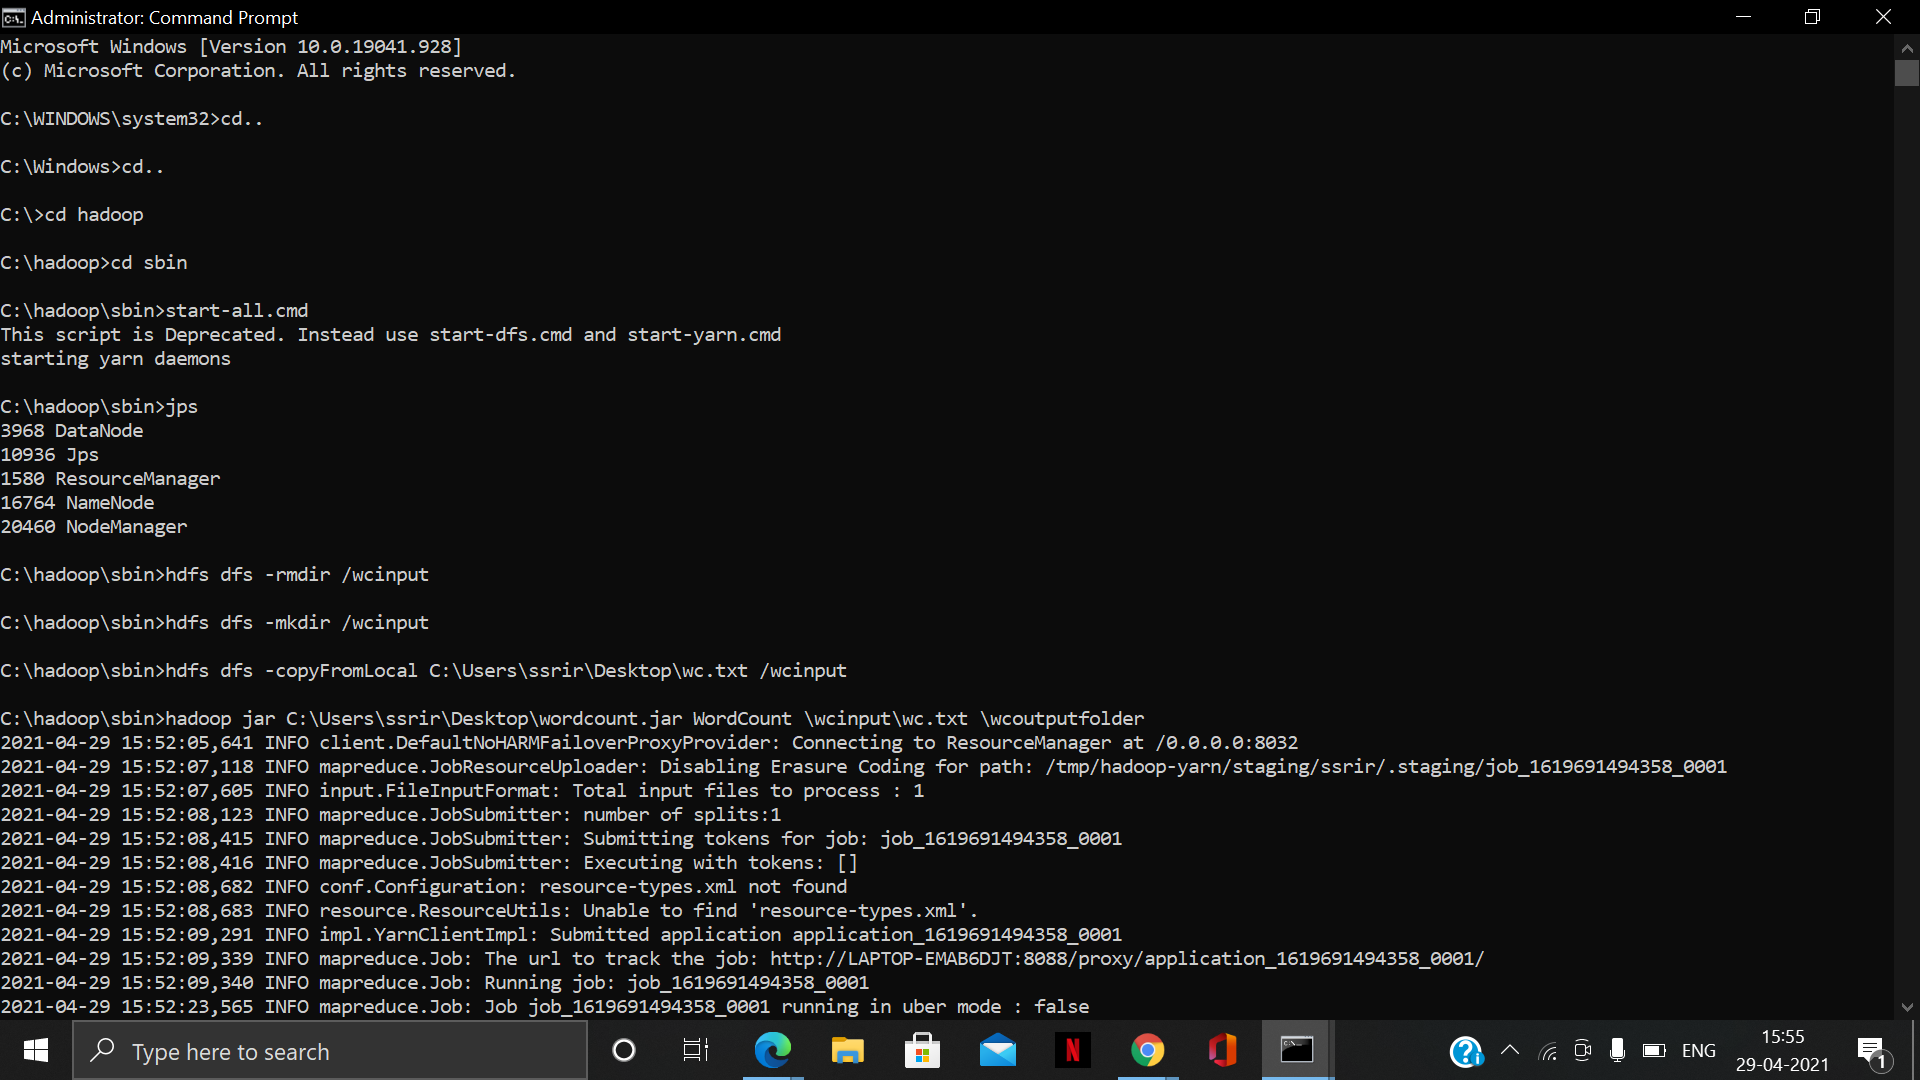 Administrator: Command Prompt
Microsoft Windows [Version 10.0.19041.928]
(c) Microsoft Corporation. All rights reserved.
C:\WINDOWS\system32>cd..
C:\Windows>cd..
C:\>cd hadoop
C:\hadoop>cd sbin
C:\hadoop\sbin>start-all.cmd
This script is Deprecated. Instead use start-dfs.cmd and start-yarn.cmd
starting yarn daemons
C:\hadoop\sbin>jps
3968 DataNode
10936 Jps
1580 ResourceManager
16764 NameNode
20460 NodeManager
C:\hadoop\sbin>hdfs dfs -rmdir /wcinput
C:\hadoop\sbin>hdfs dfs -mkdir /wcinput
C:\hadoop\sbin>hdfs dfs -copyFromLocal C:\Users\ssrir\Desktop\wc.txt /wcinput
C:\hadoop\sbin>hadoop jar C:\Users\ssrir\Desktop\wordcount.jar WordCount \wcinput\wc.txt \wcoutputfolder
2021-04-29 15:52:05,641 INFO client.DefaultNoHARMFailoverProxyProvider: Connecting to ResourceManager at /0.0.0.0:8032
2021-04-29 15:52:07,118 INFO mapreduce.JobResourceUploader: Disabling Erasure Coding for path: /tmp/hadoop-yarn/staging/ssrir/.staging/job_1619691494358_0001
2021-04-29 15:52:07,605 INFO input.FileInputFormat: Total input files to process : 1
2021-04-29 15:52:08,123 INFO mapreduce.JobSubmitter: number of splits:1
2021-04-29 15:52:08,415 INFO mapreduce.JobSubmitter: Submitting tokens for job: job_1619691494358_0001
2021-04-29 15:52:08,416 INFO mapreduce.JobSubmitter: Executing with tokens: []
2021-04-29 15:52:08,682 INFO conf.Configuration: resource-types.xml not found
2021-04-29 15:52:08,683 INFO resource.ResourceUtils: Unable to find 'resource-types.xml'.
2021-04-29 15:52:09,291 INFO impl.YarnClientImpl: Submitted application application_1619691494358_0001
2021-04-29 15:52:09,339 INFO mapreduce.Job: The url to track the job: http://LAPTOP-EMAB6DJT:8088/proxy/application_1619691494358_0001/
2021-04-29 15:52:09,340 INFO mapreduce.Job: Running job: job_1619691494358_0001
2021-04-29 15:52:23,565 INFO mapreduce.Job: Job job_1619691494358_0001 running in uber mode : false
Type here to search
ENG
15:55
29-04-2021
1